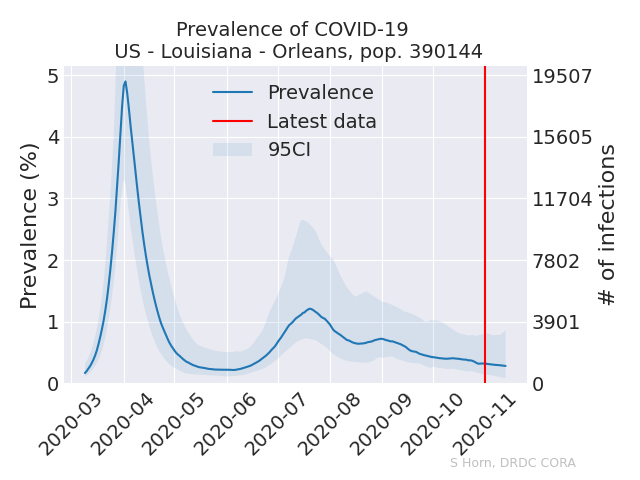 Prevalence of COVID-19
US - Louisiana - Orleans, pop. 390144
Prevalence
Latest data
95CI
5
4
3
2
1
0
Prevalence (%)
19507
15605
11704
7802
3901
0
# of infections
2020-03
2020-04
2020-05
2020-06
2020-07
2020-08
2020-09
2020-10
2020-11
S Horn, DRDC CORA